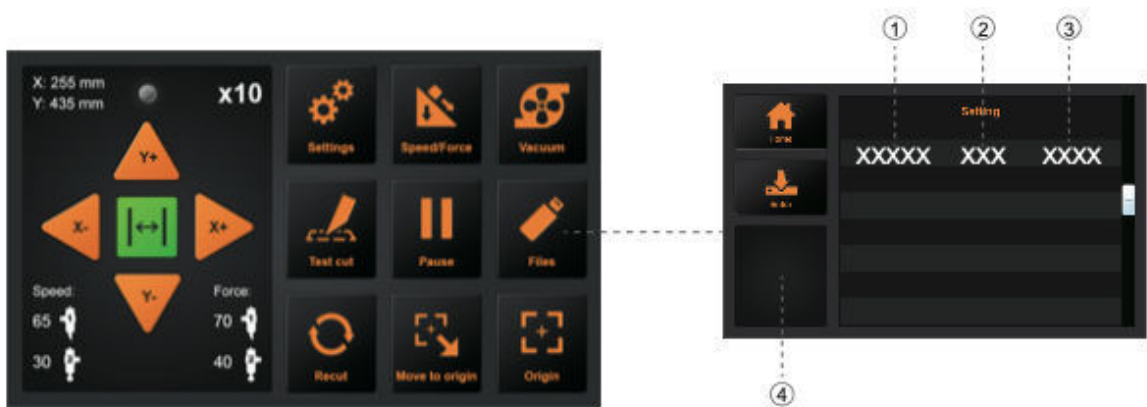 X: 255 mm
Y: 435 mm
x10
Y+
X-
X+
Y-
Speed:
Force:
65
70
30
40
Settings
Speed/Force
Vacuum
Test cut
Pause
Files
Recut
Move to origin
Origin
① ② ③
Home
Setting
XXXXX XXX XXXX
④